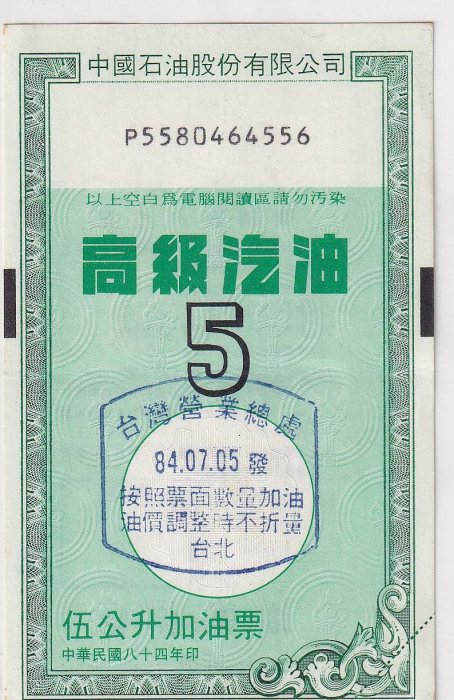 中國石油股份有限公司
P5580464556
以上空白為電腦閱讀區請勿汚染
高級汽油
5
台灣營業總處
84.07.05 發
按照票面數量加油
油價調整時不折量
台北
伍公升加油票
中華民國八十四年印